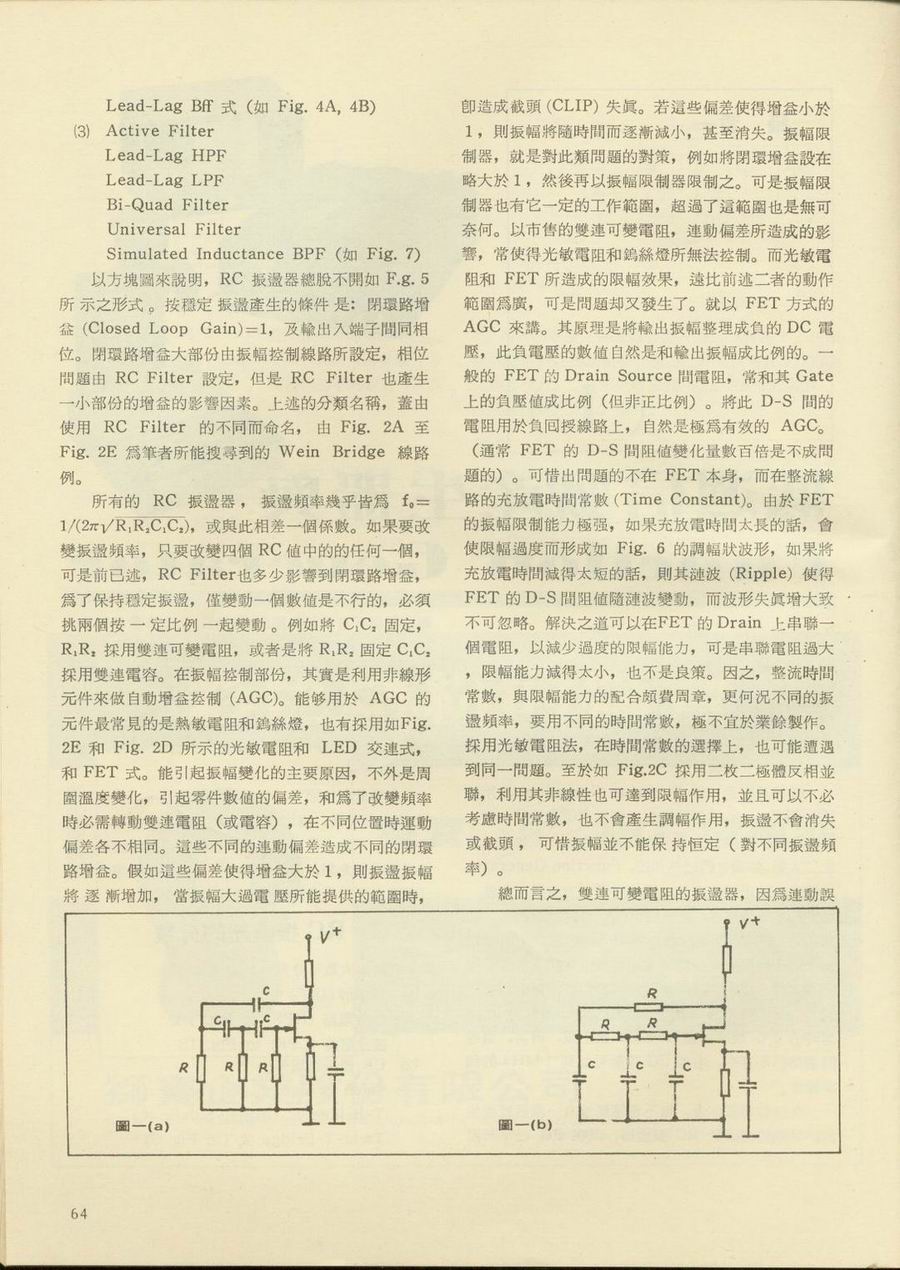 Lead-Lag Bff 式 (如 Fig. 4A, 4B)
(3) Active Filter
Lead-Lag HPF
Lead-Lag LPF
Bi-Quad Filter
Universal Filter
Simulated Inductance BPF (如 Fig. 7)
以方塊圖來說明，RC 振盪器總脫不開如 F.g. 5
所 示之形式 。按穩定 振盪產生的條件 是：閉環路增
益 (Closed Loop Gain)=1，及輸出入端子間同相
位。閉環路增益大部份由振幅控制線路所設定，相位
問題由 RC Filter 設定，但是 RC Filter 也產生
一小部份的增益的影響因素。上述的分類名稱，蓋由
使用 RC Filter 的不同而命名， 由 Fig. 2A 至
Fig. 2E 爲筆者所能搜尋到的 Wein Bridge 線路
例。
所有的 RC 振盪器 ， 振盪頻率幾乎皆爲 f₀=
1/(2π√R₁R₂C₁C₂)，或與此相差一個係數。如果要改
變振盪頻率，只要改變四個 RC 値中的的任何一個，
可是前已述，RC Filter也多少影響到閉環路增益，
爲了保持穩定振盪，僅變動一個數値是不行的，必須
挑兩個按 一 定比例 一起變動 。例如將 C₁C₂ 固定，
R₁R₂ 採用雙連可變電阻，或者是將 R₁R₂ 固定 C₁C₂
採用雙連電容。在振幅控制部份，其實是利用非線形
元件來做自動增益控制 (AGC)。能够用於 AGC 的
元件最常見的是熱敏電阻和鎢絲燈，也有採用如Fig.
2E 和 Fig. 2D 所示的光敏電阻和 LED 交連式，
和 FET 式。能引起振幅變化的主要原因，不外是周
圍溫度變化，引起零件數値的偏差，和爲了改變頻率
時必需轉動雙連電阻（或電容），在不同位置時運動
偏差各不相同。這些不同的連動偏差造成不同的閉環
路增益。假如這些偏差使得增益大於 1，則振盪振幅
將 逐 漸增加， 當振幅大過電 壓所能提供的範圍時，
卽造成截頭 (CLIP) 失眞。若這些偏差使得增益小於
1，則振幅將隨時間而逐漸減小，甚至消失。振幅限
制器，就是對此類問題的對策，例如將閉環增益設在
略大於 1，然後再以振幅限制器限制之。可是振幅限
制器也有它一定的工作範圍，超過了這範圍也是無可
奈何。以市售的雙連可變電阻，連動偏差所造成的影
響，常使得光敏電阻和鎢絲燈所無法控制。而光敏電
阻和 FET 所造成的限幅效果，遠比前述二者的動作
範圍爲廣，可是問題却又發生了。就以 FET 方式的
AGC 來講。其原理是將輸出振幅整理成負的 DC 電
壓，此負電壓的數値自然是和輸出振幅成比例的。一
般的 FET 的 Drain Source 間電阻，常和其 Gate
上的負壓値成比例（但非正比例）。將此 D-S 間的
電阻用於負回授線路上，自然是極爲有效的 AGC。
（通常 FET 的 D-S 間阻値變化量數百倍是不成問
題的）。可惜出問題的不在 FET 本身，而在整流線
路的充放電時間常數 (Time Constant)。由於 FET
的振幅限制能力極强，如果充放電時間太長的話，會
使限幅過度而形成如 Fig. 6 的調幅狀波形，如果將
充放電時間減得太短的話，則其漣波 (Ripple) 使得
FET 的 D-S 間阻値隨漣波變動，而波形失眞增大致
不可忽略。解決之道可以在FET 的 Drain 上串聯一
個電阻，以減少過度的限幅能力，可是串聯電阻過大
，限幅能力減得太小，也不是良策。因之，整流時間
常數，與限幅能力的配合頗費周章，更何況不同的振
盪頻率，要用不同的時間常數，極不宜於業餘製作。
採用光敏電阻法，在時間常數的選擇上，也可能遭遇
到同一問題。至於如 Fig.2C 採用二枚二極體反相並
聯，利用其非線性也可達到限幅作用，並且可以不必
考慮時間常數，也不會產生調幅作用，振盪不會消失
或截頭， 可惜振幅並不能保 持恒定（對不同振盪頻
率）。
總而言之，雙連可變電阻的振盪器，因爲連動誤
V+
C
C
C
R
R
R
圖一(a)
V+
R
R
R
C
C
C
圖一(b)
64